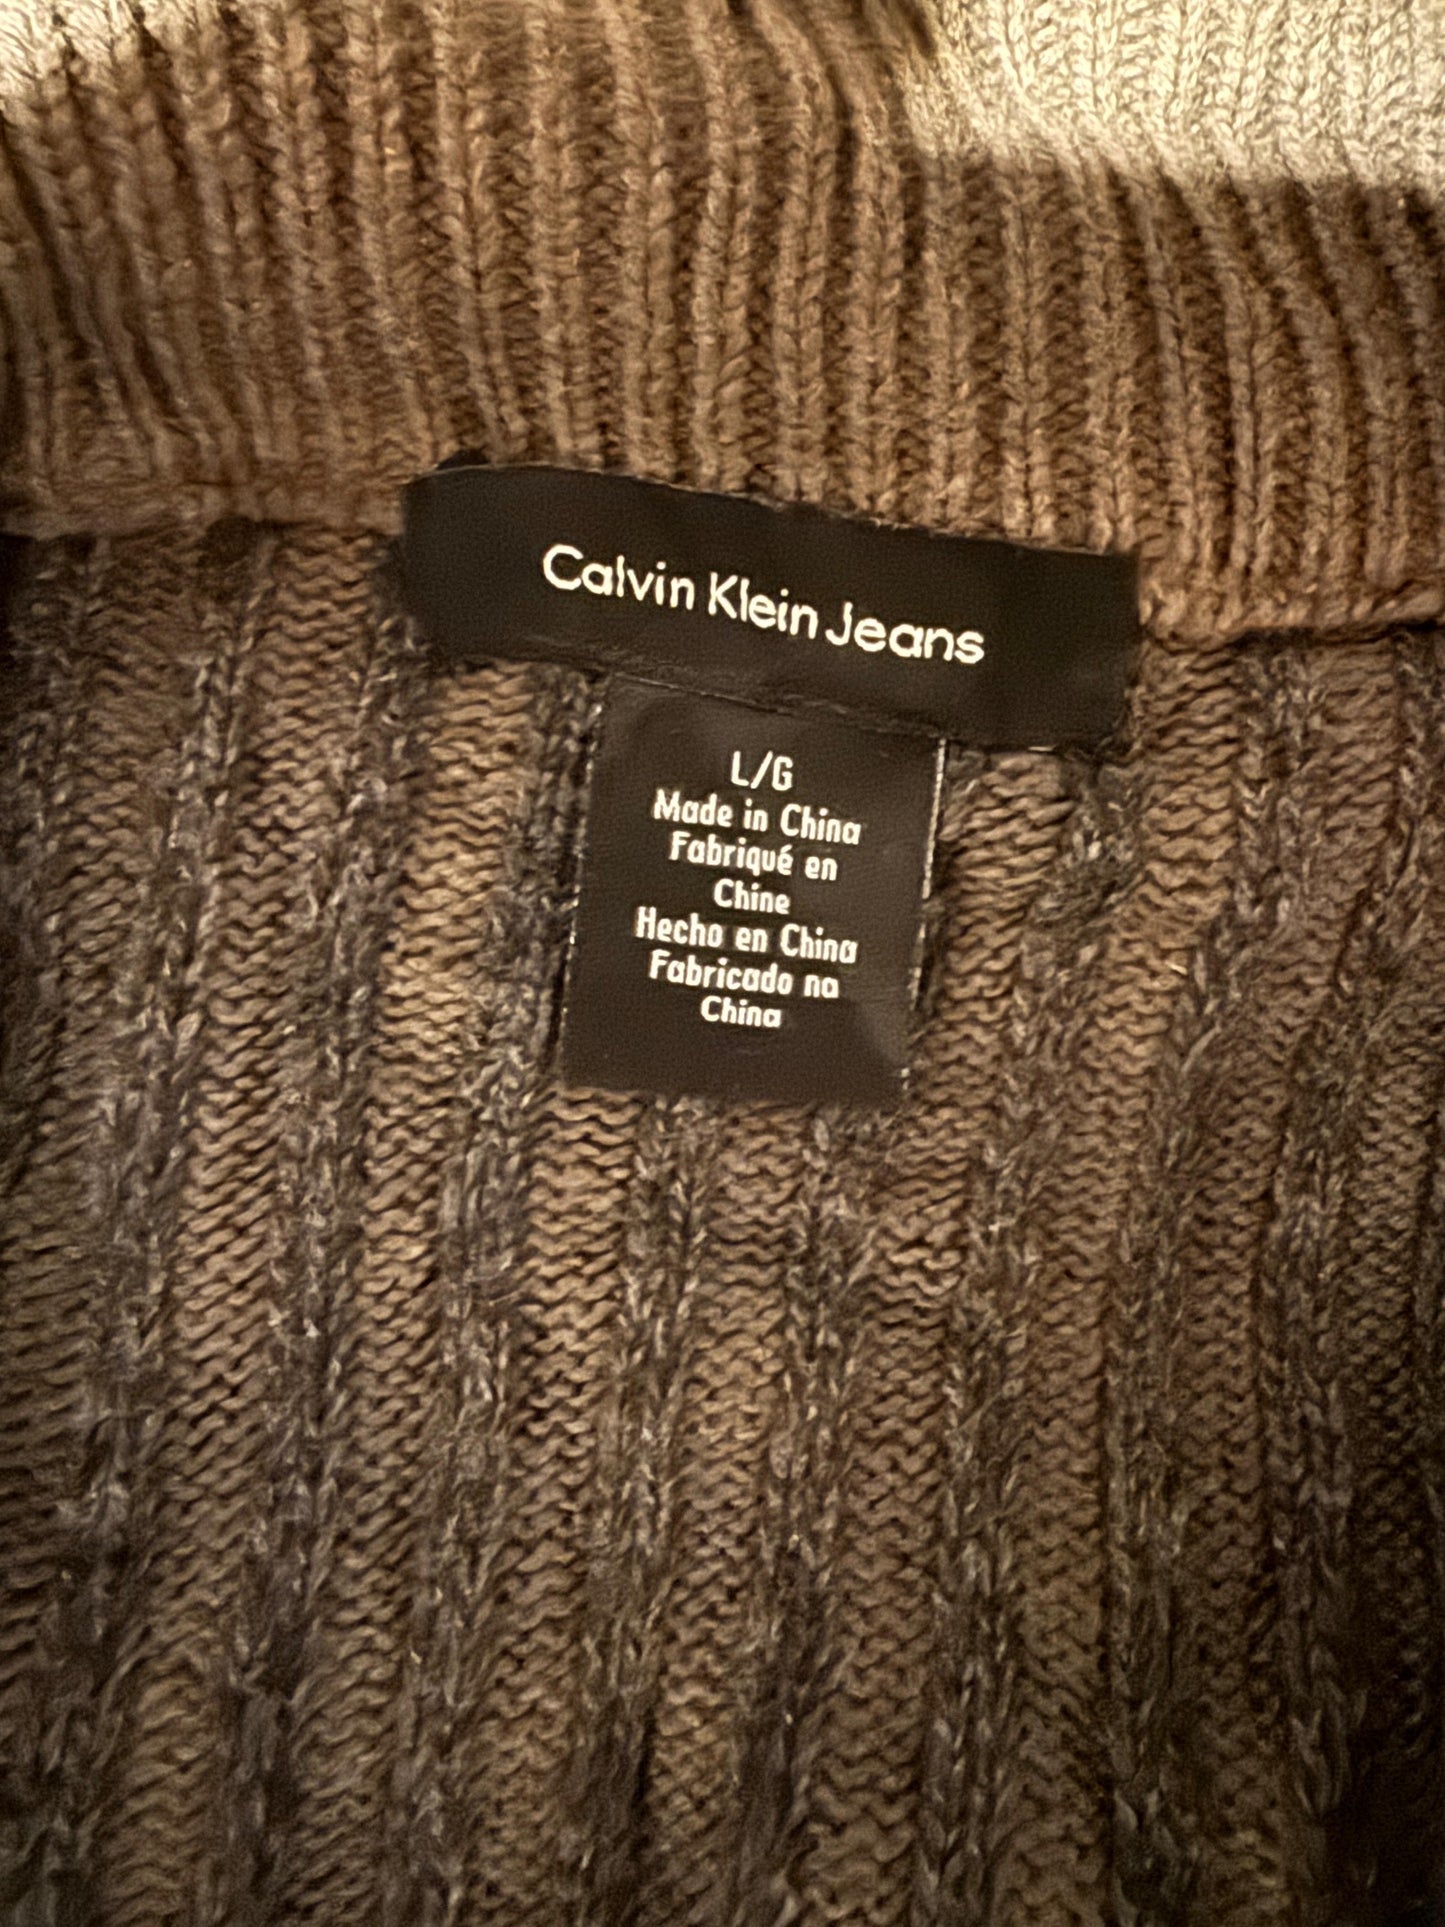 Calvin Klein Jeans
L/G
Made in China
Fabriqué en
Chine
Hecho en China
Fabricado na
China